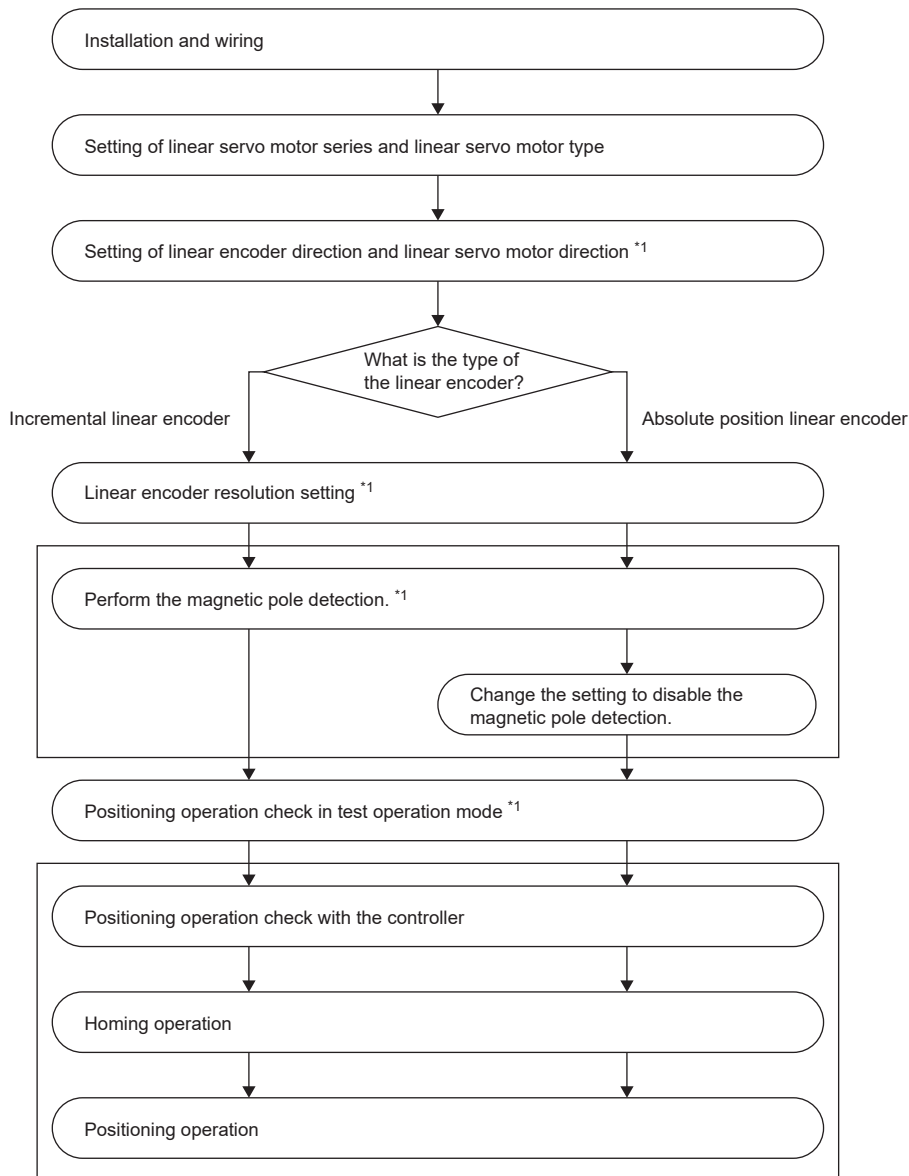 Installation and wiring
Setting of linear servo motor series and linear servo motor type
Setting of linear encoder direction and linear servo motor direction *1
What is the type of
the linear encoder?
Incremental linear encoder
Absolute position linear encoder
Linear encoder resolution setting *1
Perform the magnetic pole detection. *1
Change the setting to disable the
magnetic pole detection.
Positioning operation check in test operation mode *1
Positioning operation check with the controller
Homing operation
Positioning operation